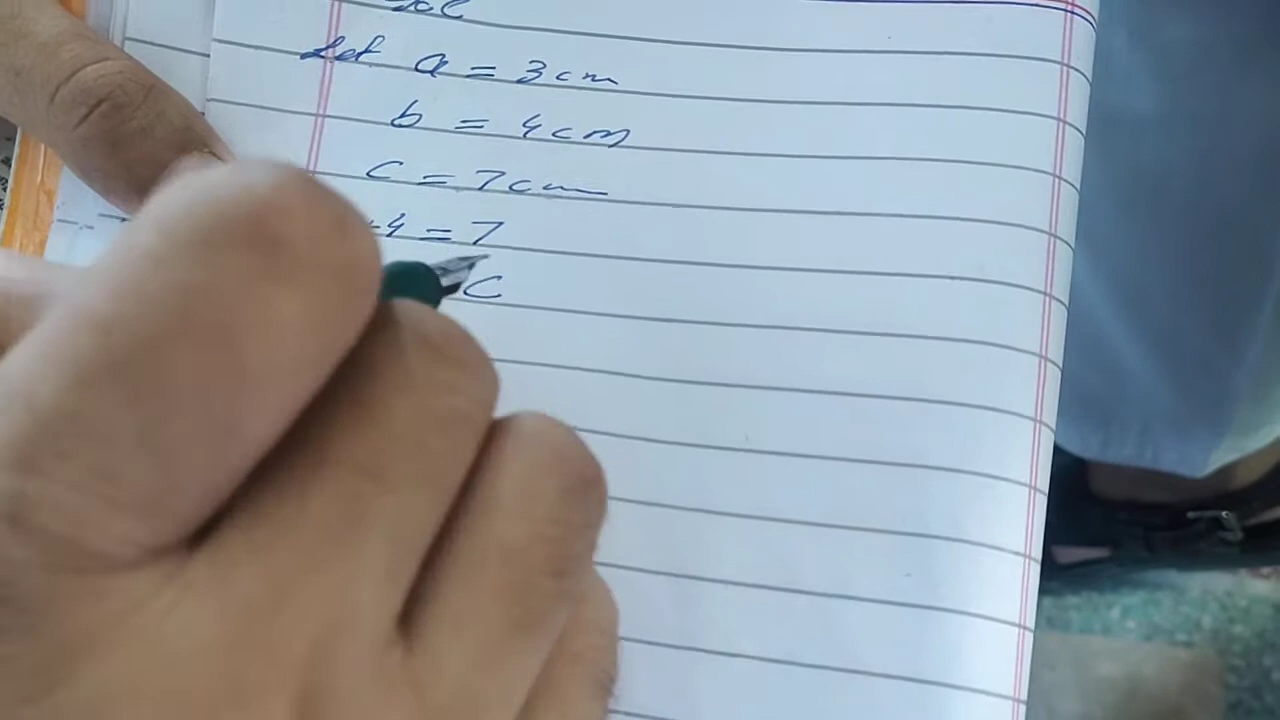 Let a = 3cm
b = 4cm
c = 7cm
+4 = 7
C